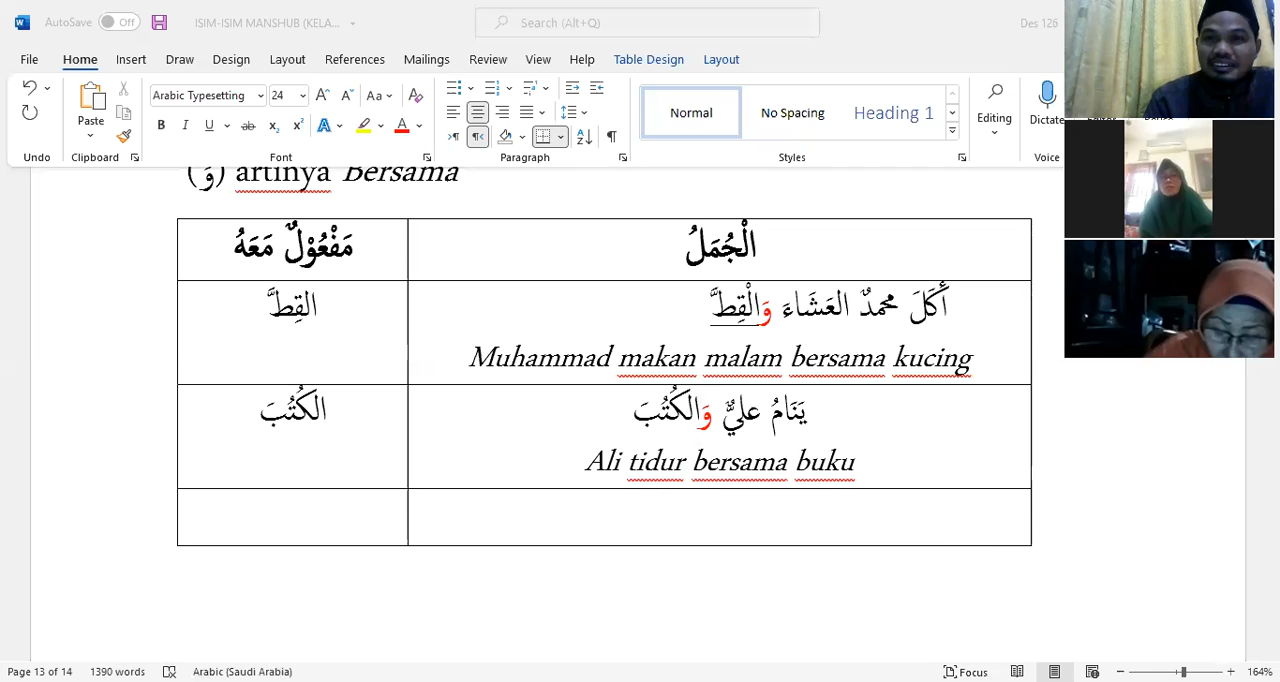 AutoSave Off ISIM-ISIM MANSHUB (KELA... Search (Alt+Q) Des 126
File Home Insert Draw Design Layout References Mailings Review View Help Table Design Layout
Arabic Typesetting 24 Aa
Paste
Normal No Spacing Heading 1
Editing Dictate
Undo Clipboard Font Paragraph Styles Voice
(وَ) artinya Bersama
الْجُمَلُ مَفْعُوْلٌ مَعَهُ
أَكَلَ محمدٌ العَشَاءَ وَالْقِطَّ القِطَّ
Muhammad makan malam bersama kucing
يَنَامُ عليٌّ وَالكُتُبَ الكُتُبَ
Ali tidur bersama buku
Page 13 of 14 1390 words Arabic (Saudi Arabia) Focus 164%